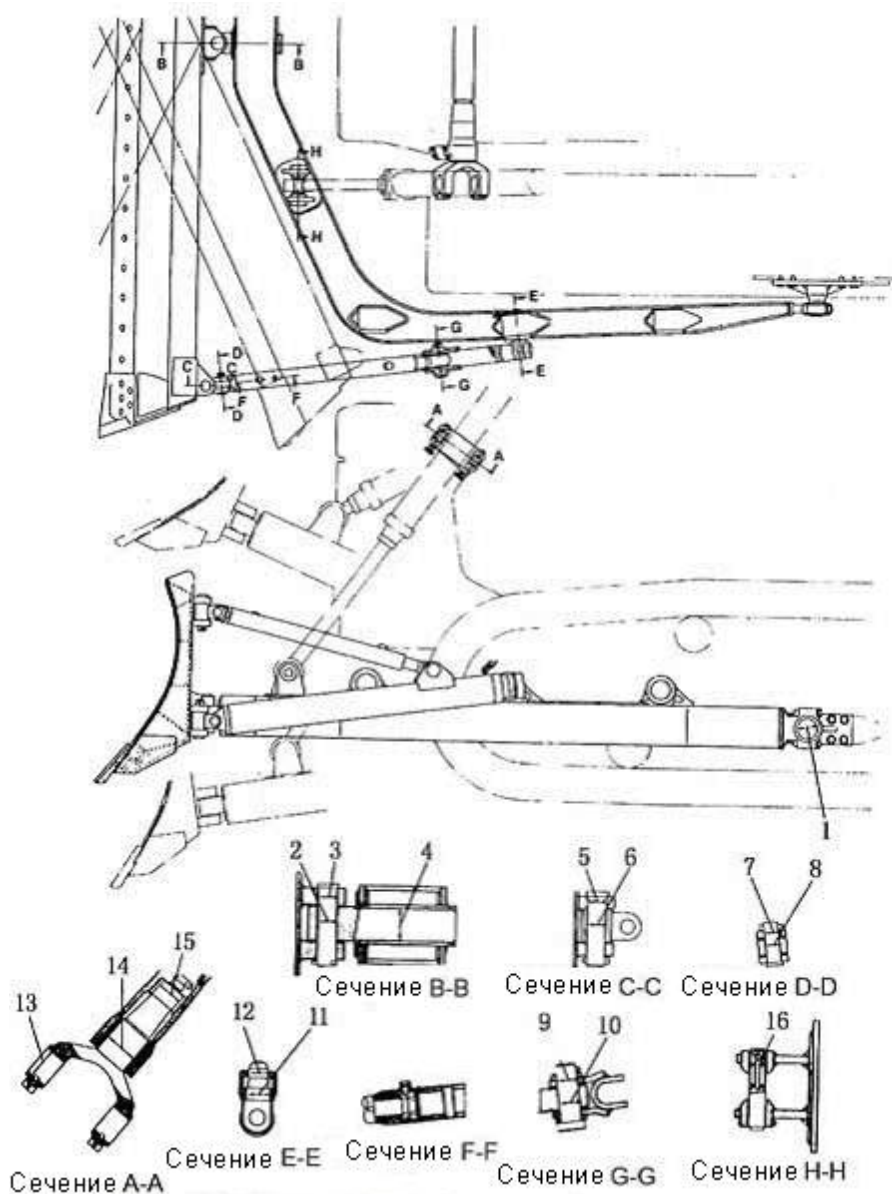 B B
H
H
E
G
D
C
C
F
F
G
E
D
A
A
1
2 3 4
5 6
7 8
Сечение B-B
Сечение C-C
Сечение D-D
15
14
13
12 11
9 10
16
Сечение A-A
Сечение E-E
Сечение F-F
Сечение G-G
Сечение H-H